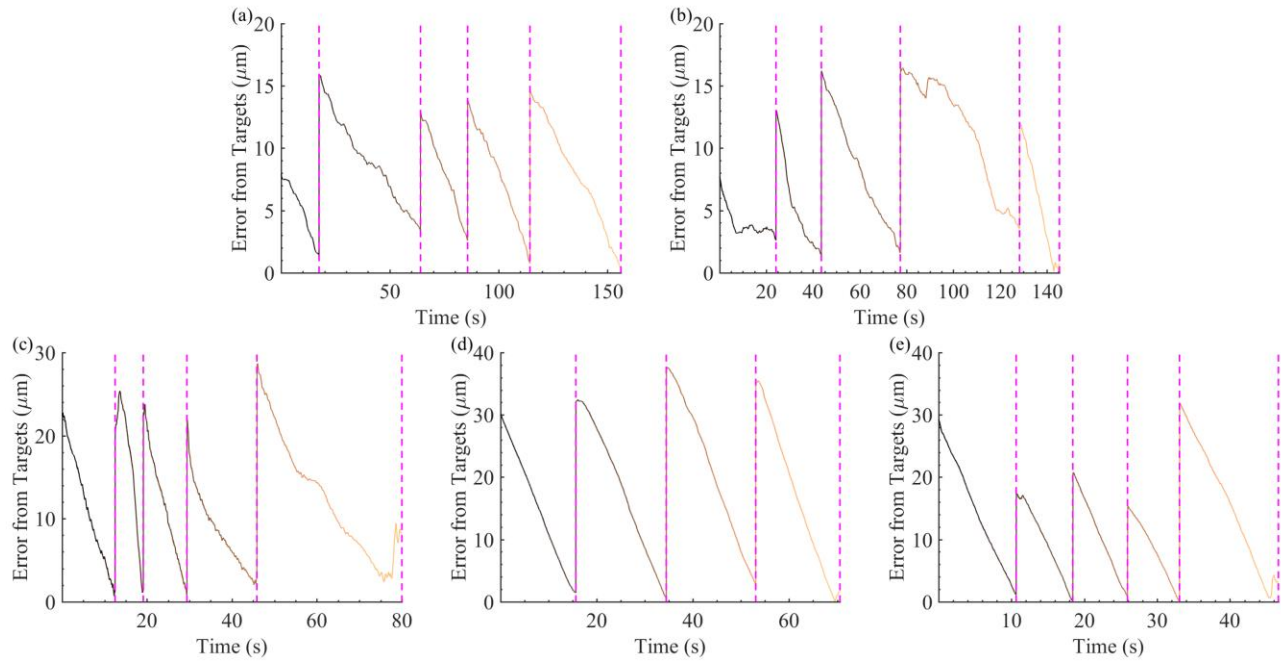 (a)
20
15
10
5
0
Error from Targets (μm)
50 100 150
Time (s)
(b)
20
15
10
5
0
Error from Targets (μm)
20 40 60 80 100 120 140
Time (s)
(c)
30
20
10
0
Error from Targets (μm)
20 40 60 80
Time (s)
(d)
40
30
20
10
0
Error from Targets (μm)
20 40 60
Time (s)
(e)
40
30
20
10
0
Error from Targets (μm)
10 20 30 40
Time (s)